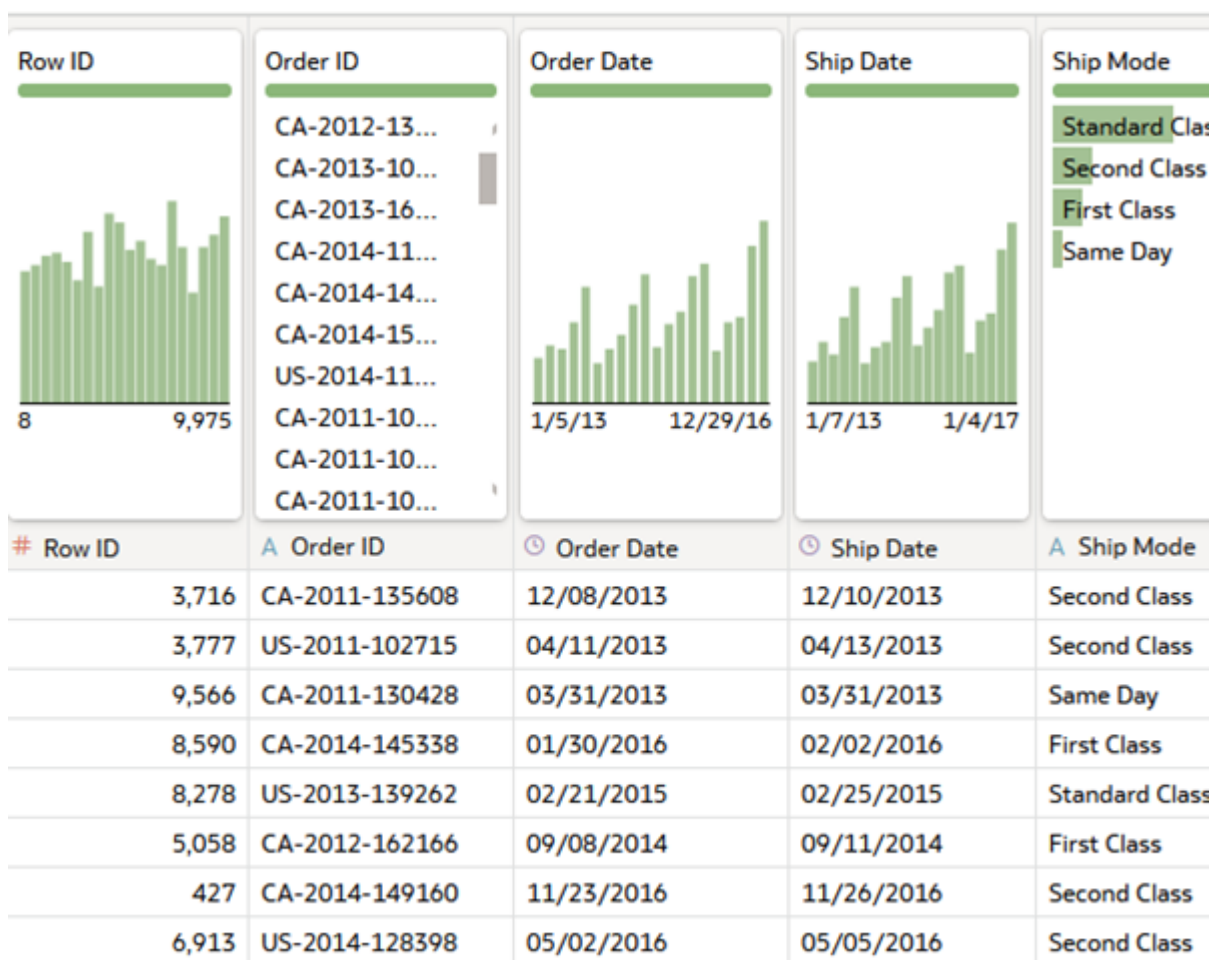 Row ID Order ID Order Date Ship Date Ship Mode
CA-2012-13...
CA-2013-10...
CA-2013-16...
CA-2014-11...
CA-2014-14...
CA-2014-15...
US-2014-11...
CA-2011-10...
CA-2011-10...
CA-2011-10...
Standard Clas
Second Class
First Class
Same Day
8 9,975 1/5/13 12/29/16 1/7/13 1/4/17
# Row ID A Order ID Order Date Ship Date A Ship Mode
3,716 CA-2011-135608 12/08/2013 12/10/2013 Second Class
3,777 US-2011-102715 04/11/2013 04/13/2013 Second Class
9,566 CA-2011-130428 03/31/2013 03/31/2013 Same Day
8,590 CA-2014-145338 01/30/2016 02/02/2016 First Class
8,278 US-2013-139262 02/21/2015 02/25/2015 Standard Class
5,058 CA-2012-162166 09/08/2014 09/11/2014 First Class
427 CA-2014-149160 11/23/2016 11/26/2016 Second Class
6,913 US-2014-128398 05/02/2016 05/05/2016 Second Class